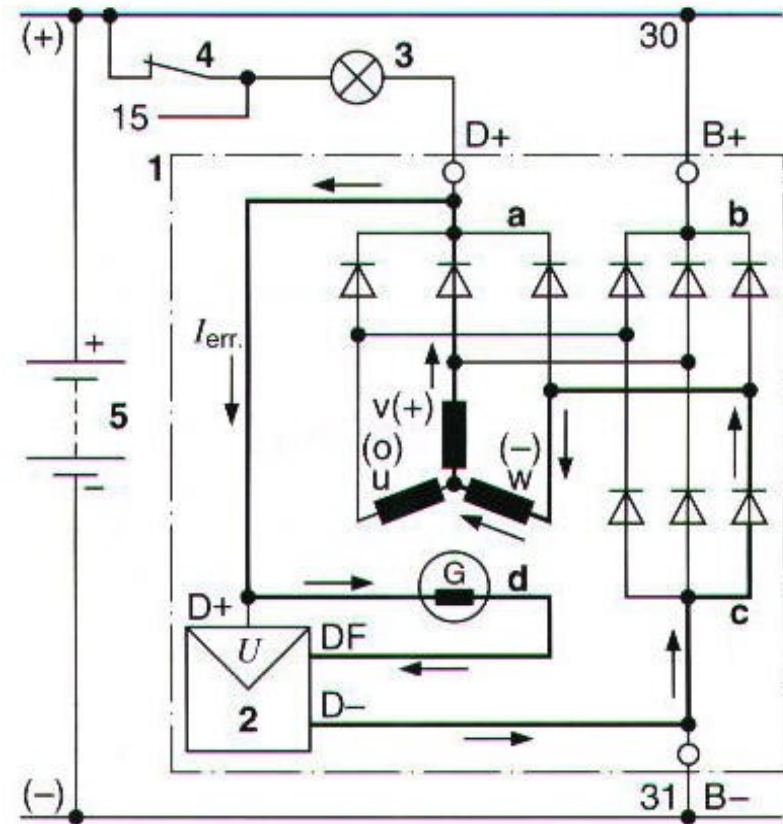 (+) 30
4 3
15
D+ B+
1
a b
I err.
+
v(+)
5 (o) (–)
u w
–
G d
D+ DF c
U
2 D–
(–) 31 B–